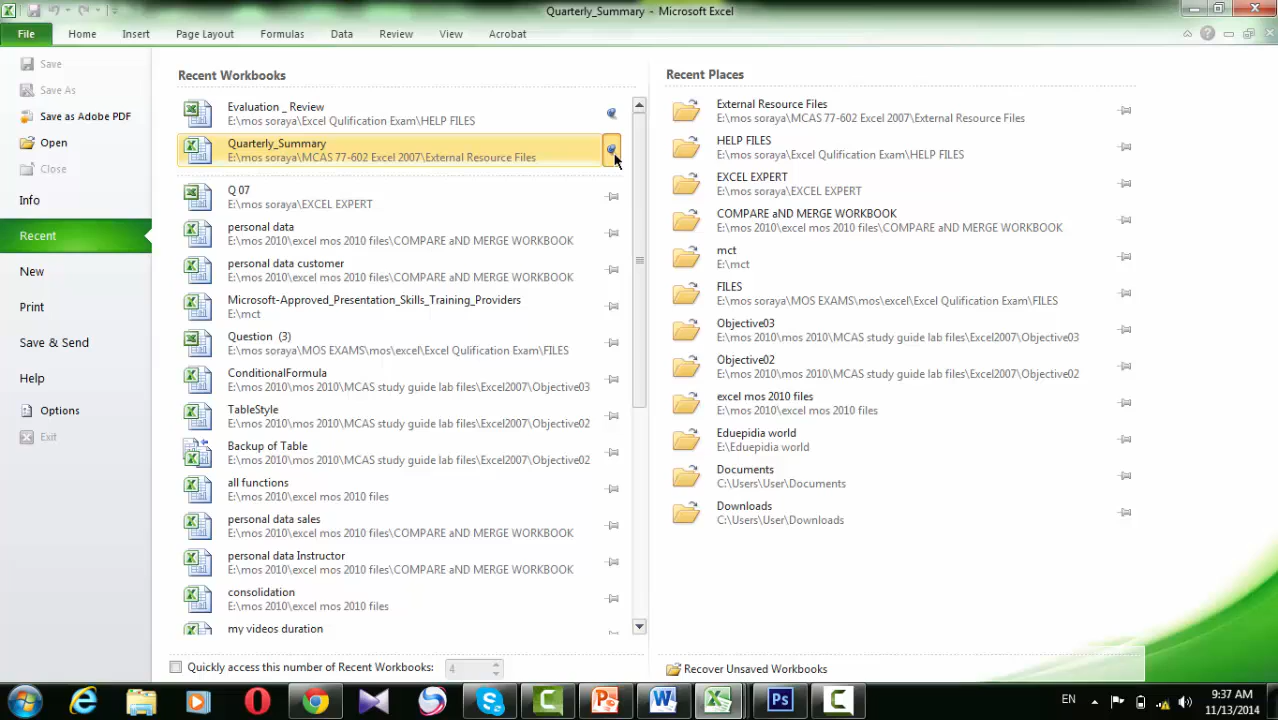 Quarterly_Summary - Microsoft Excel
File Home Insert Page Layout Formulas Data Review View Acrobat
Save
Save As
Save as Adobe PDF
Open
Close
Info
Recent
New
Print
Save & Send
Help
Options
Exit
Recent Workbooks
Evaluation _ Review
E:\mos soraya\Excel Qulification Exam\HELP FILES
Quarterly_Summary
E:\mos soraya\MCAS 77-602 Excel 2007\External Resource Files
Q 07
E:\mos soraya\EXCEL EXPERT
personal data
E:\mos 2010\excel mos 2010 files\COMPARE aND MERGE WORKBOOK
personal data customer
E:\mos 2010\excel mos 2010 files\COMPARE aND MERGE WORKBOOK
Microsoft-Approved_Presentation_Skills_Training_Providers
E:\mct
Question (3)
E:\mos soraya\MOS EXAMS\mos\excel\Excel Qulification Exam\FILES
ConditionalFormula
E:\mos 2010\mos 2010\MCAS study guide lab files\Excel2007\Objective03
TableStyle
E:\mos 2010\mos 2010\MCAS study guide lab files\Excel2007\Objective02
Backup of Table
E:\mos 2010\mos 2010\MCAS study guide lab files\Excel2007\Objective02
all functions
E:\mos 2010\excel mos 2010 files
personal data sales
E:\mos 2010\excel mos 2010 files\COMPARE aND MERGE WORKBOOK
personal data Instructor
E:\mos 2010\excel mos 2010 files\COMPARE aND MERGE WORKBOOK
consolidation
E:\mos 2010\excel mos 2010 files
my videos duration
Quickly access this number of Recent Workbooks: 4
Recent Places
External Resource Files
E:\mos soraya\MCAS 77-602 Excel 2007\External Resource Files
HELP FILES
E:\mos soraya\Excel Qulification Exam\HELP FILES
EXCEL EXPERT
E:\mos soraya\EXCEL EXPERT
COMPARE aND MERGE WORKBOOK
E:\mos 2010\excel mos 2010 files\COMPARE aND MERGE WORKBOOK
mct
E:\mct
FILES
E:\mos soraya\MOS EXAMS\mos\excel\Excel Qulification Exam\FILES
Objective03
E:\mos 2010\mos 2010\MCAS study guide lab files\Excel2007\Objective03
Objective02
E:\mos 2010\mos 2010\MCAS study guide lab files\Excel2007\Objective02
excel mos 2010 files
E:\mos 2010\excel mos 2010 files
Eduepidia world
E:\Eduepidia world
Documents
C:\Users\User\Documents
Downloads
C:\Users\User\Downloads
Recover Unsaved Workbooks
EN
9:37 AM
11/13/2014